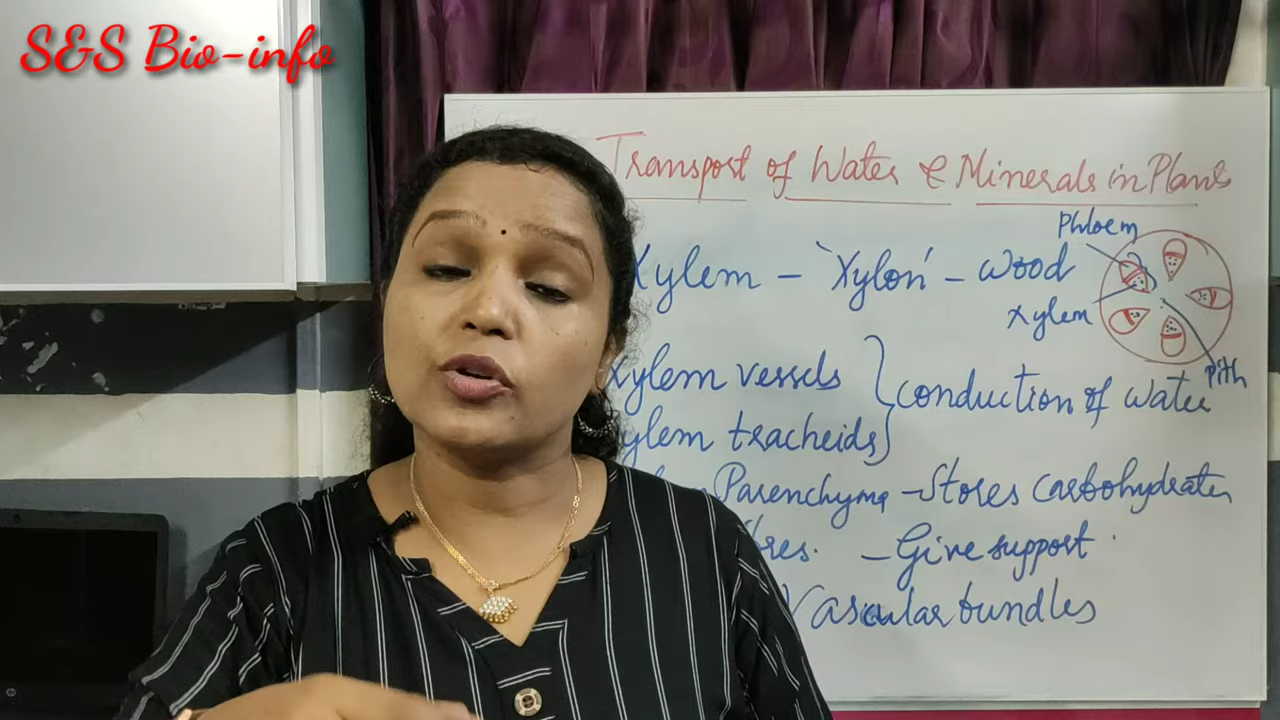 S&S Bio-info
Transport of Water & Minerals in Plants
Phloem
Xylem - 'Xylon' - Wood
Xylem
Pith
Xylem vessels
conduction of water
tracheids
Parenchyma - Stores carbohydrates
- Give support
Vascular bundles